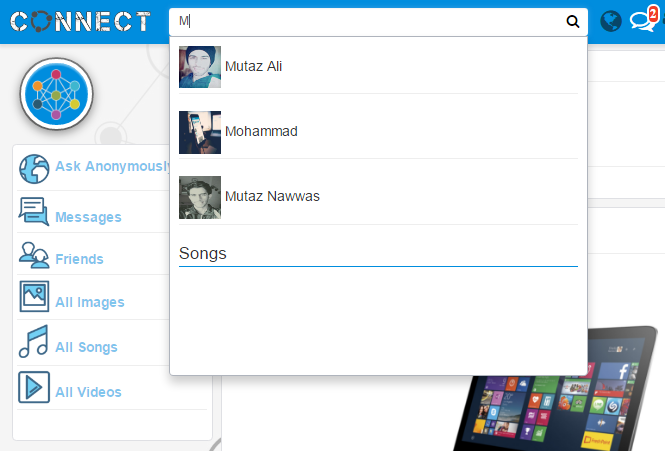 CONNECT
M
2
Mutaz Ali
Mohammad
Mutaz Nawwas
Songs
Ask Anonymously
Messages
Friends
All Images
All Songs
All Videos